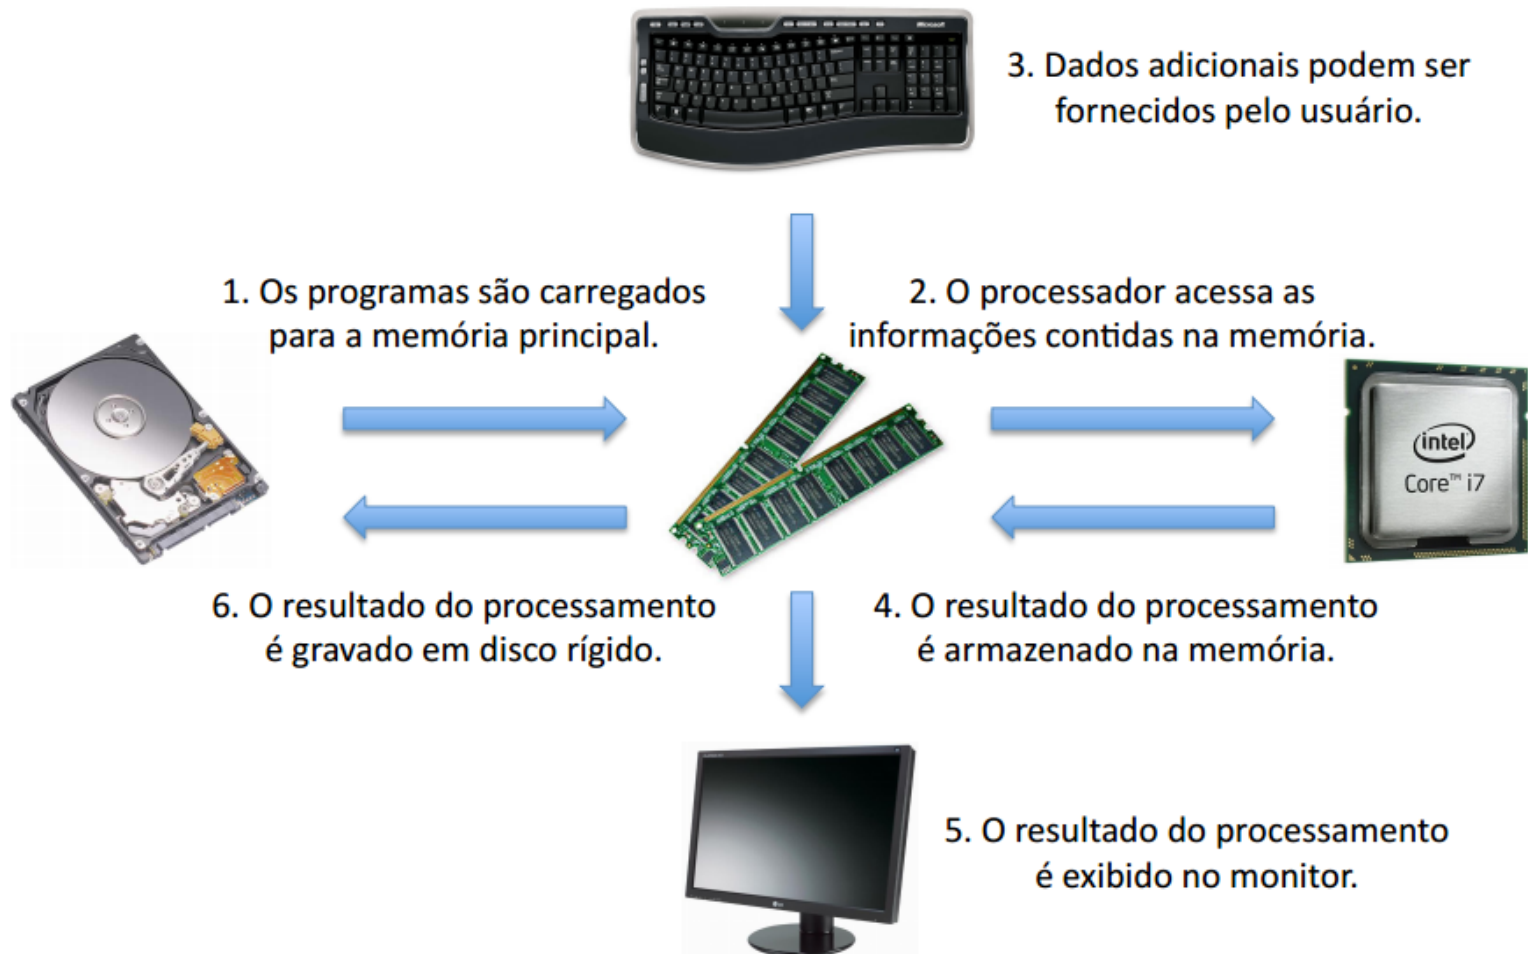 Microsoft
3. Dados adicionais podem ser
fornecidos pelo usuário.
1. Os programas são carregados
para a memória principal.
2. O processador acessa as
informações contidas na memória.
intel
Core™ i7
6. O resultado do processamento
é gravado em disco rígido.
4. O resultado do processamento
é armazenado na memória.
5. O resultado do processamento
é exibido no monitor.
LG